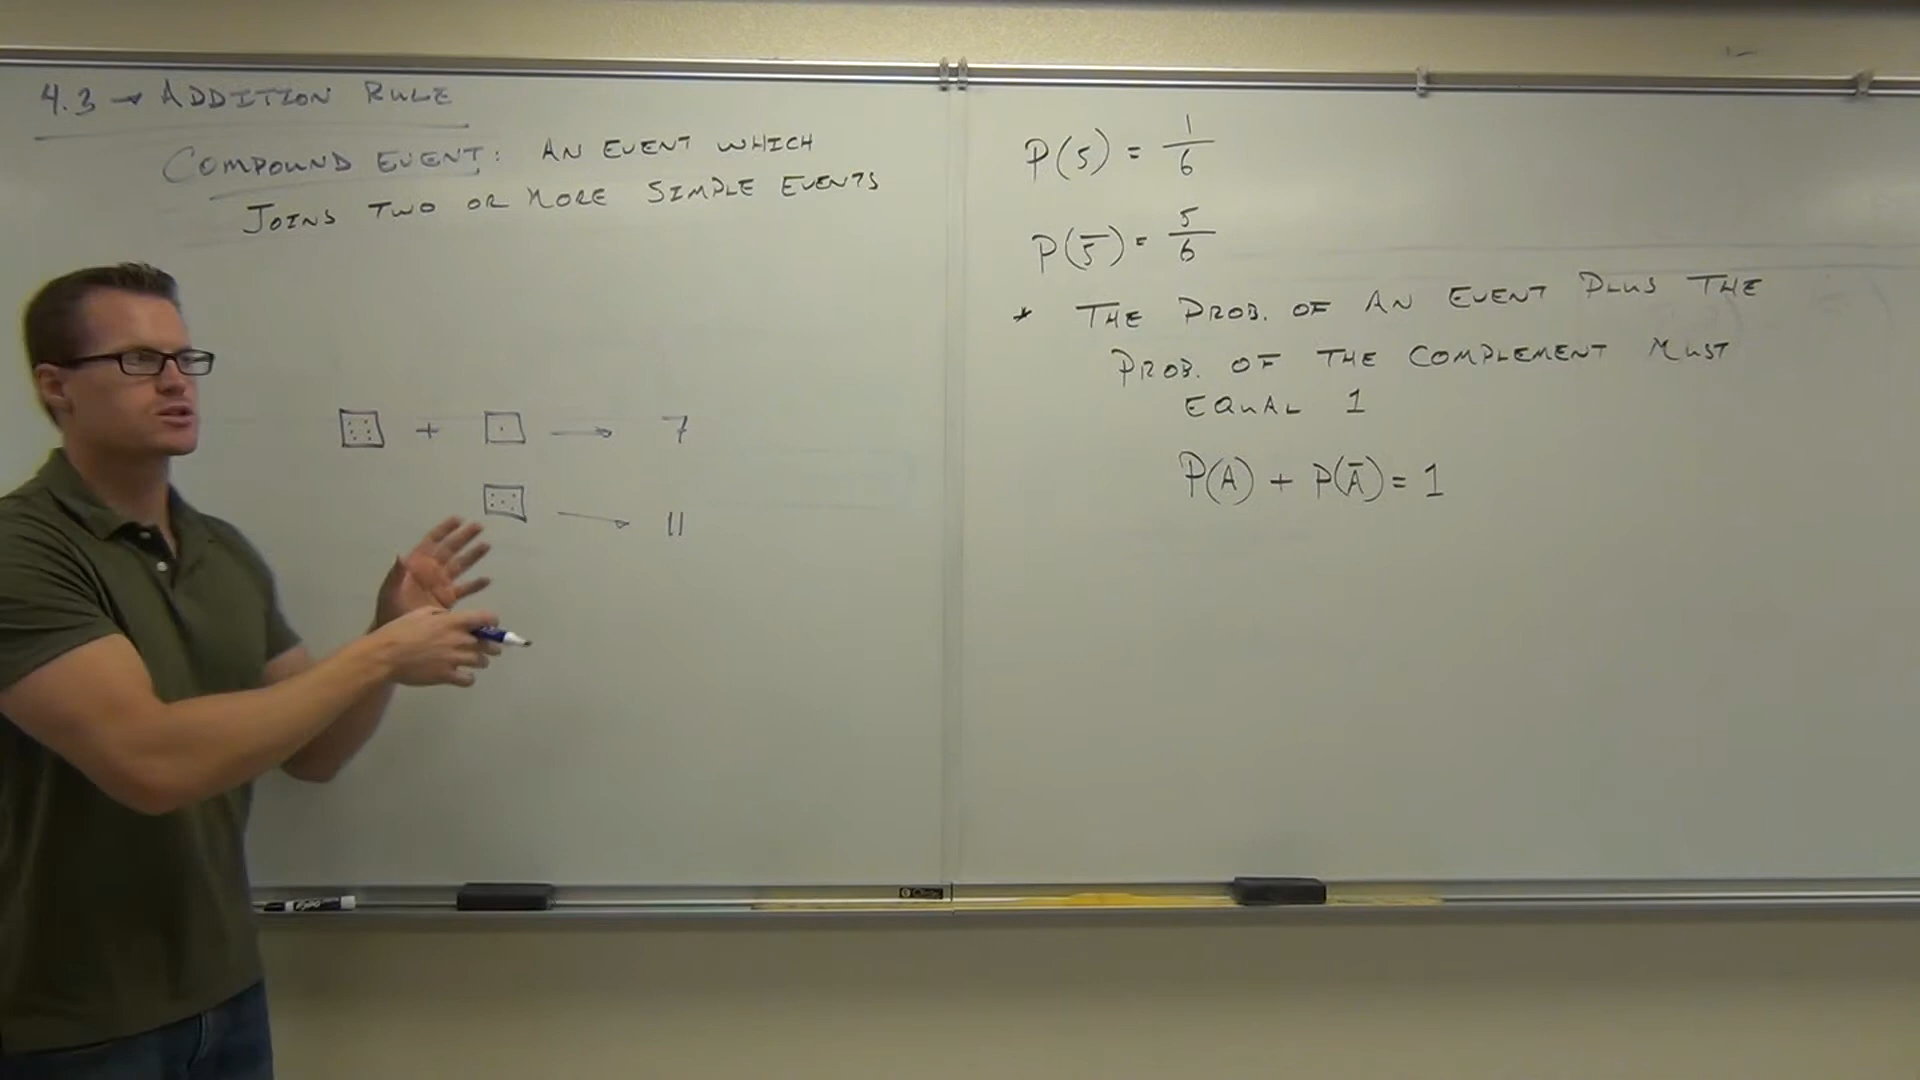 4.3 → ADDITION RULE
COMPOUND EVENT: AN EVENT WHICH
JOINS TWO OR MORE SIMPLE EVENTS
+ → 7
→ 11
P(5) = 1/6
P(5̅) = 5/6
* THE PROB. OF AN EVENT PLUS THE
PROB. OF THE COMPLEMENT MUST
EQUAL 1
P(A) + P(A̅) = 1